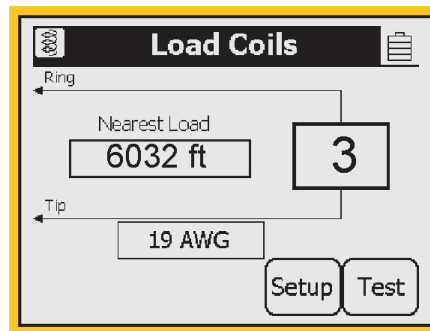 Load Coils
Ring
Nearest Load
6032 ft
3
Tip
19 AWG
Setup
Test